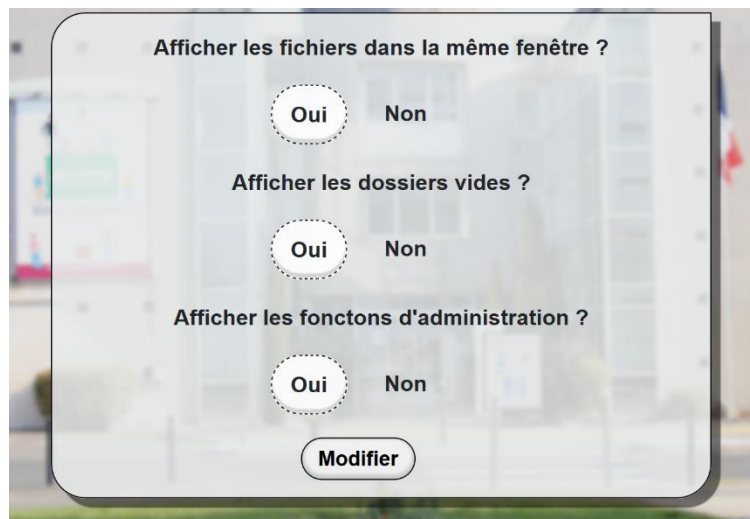 Afficher les fichiers dans la même fenêtre ?
Oui Non
Afficher les dossiers vides ?
Oui Non
Afficher les fonctons d'administration ?
Oui Non
Modifier